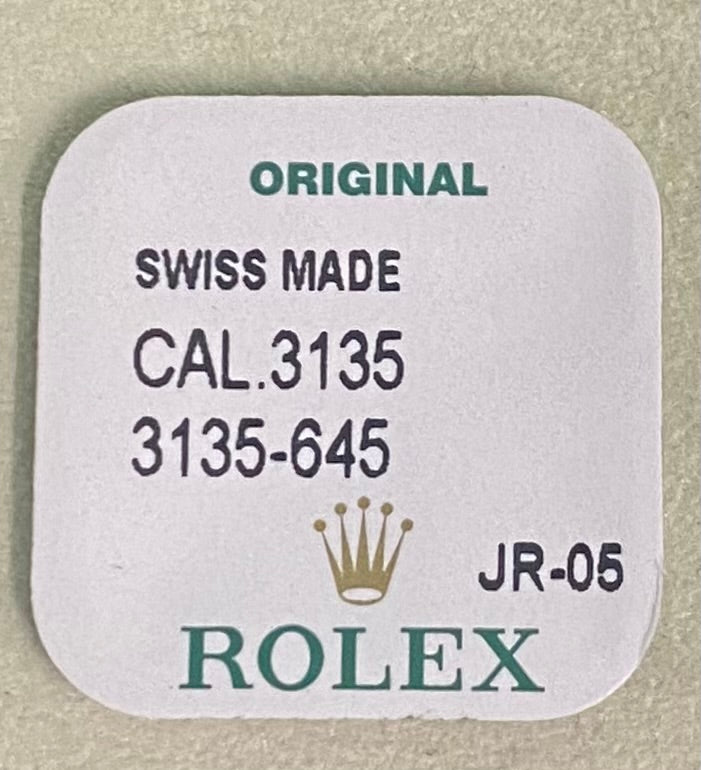 ORIGINAL
SWISS MADE
CAL.3135
3135-645
JR-05
ROLEX